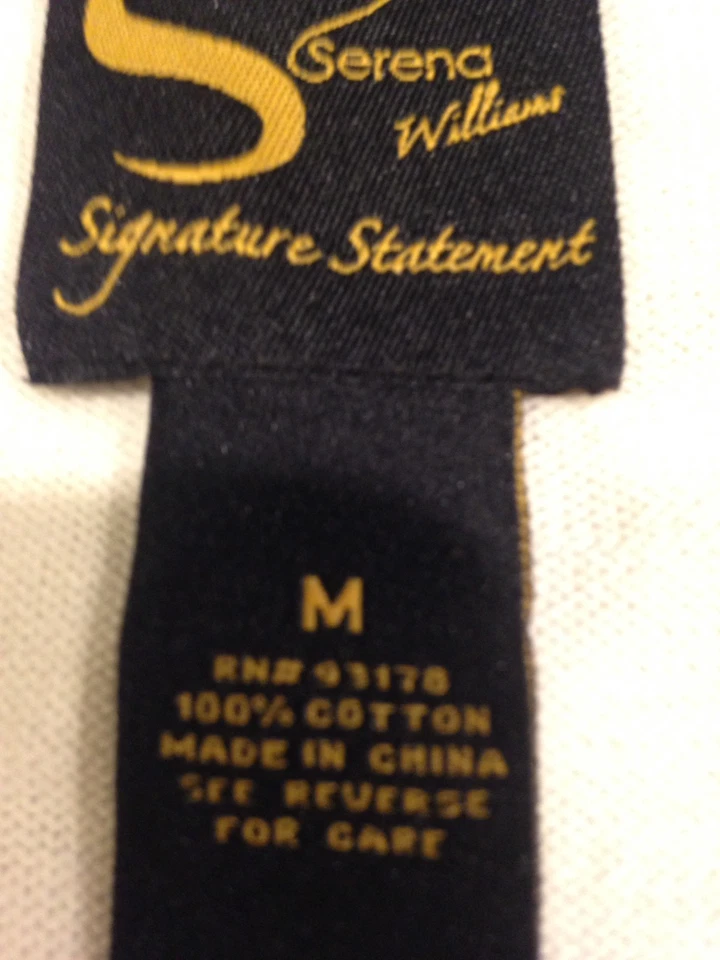 Serena
Williams
Signature Statement
M
RN# 93178
100% COTTON
MADE IN CHINA
SEE REVERSE
FOR CARE